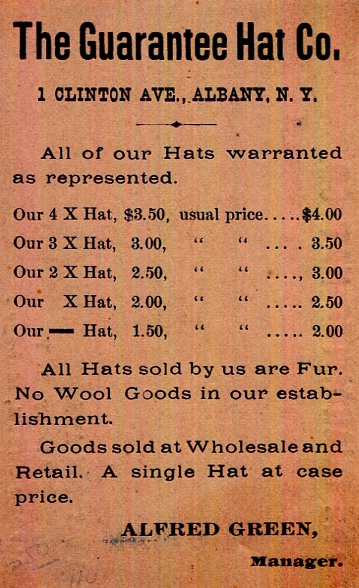 The Guarantee Hat Co.
1 CLINTON AVE., ALBANY, N. Y.
All of our Hats warranted
as represented.
Our 4 X Hat, $3.50, usual price.....$4.00
Our 3 X Hat, 3.00, “ “ .... 3.50
Our 2 X Hat, 2.50, “ “ ...., 3.00
Our X Hat, 2.00, “ “ ..... 2.50
Our — Hat, 1.50, “ “ ..... 2.00
All Hats sold by us are Fur.
No Wool Goods in our estab-
lishment.
Goods sold at Wholesale and
Retail. A single Hat at case
price.
ALFRED GREEN,
Manager.